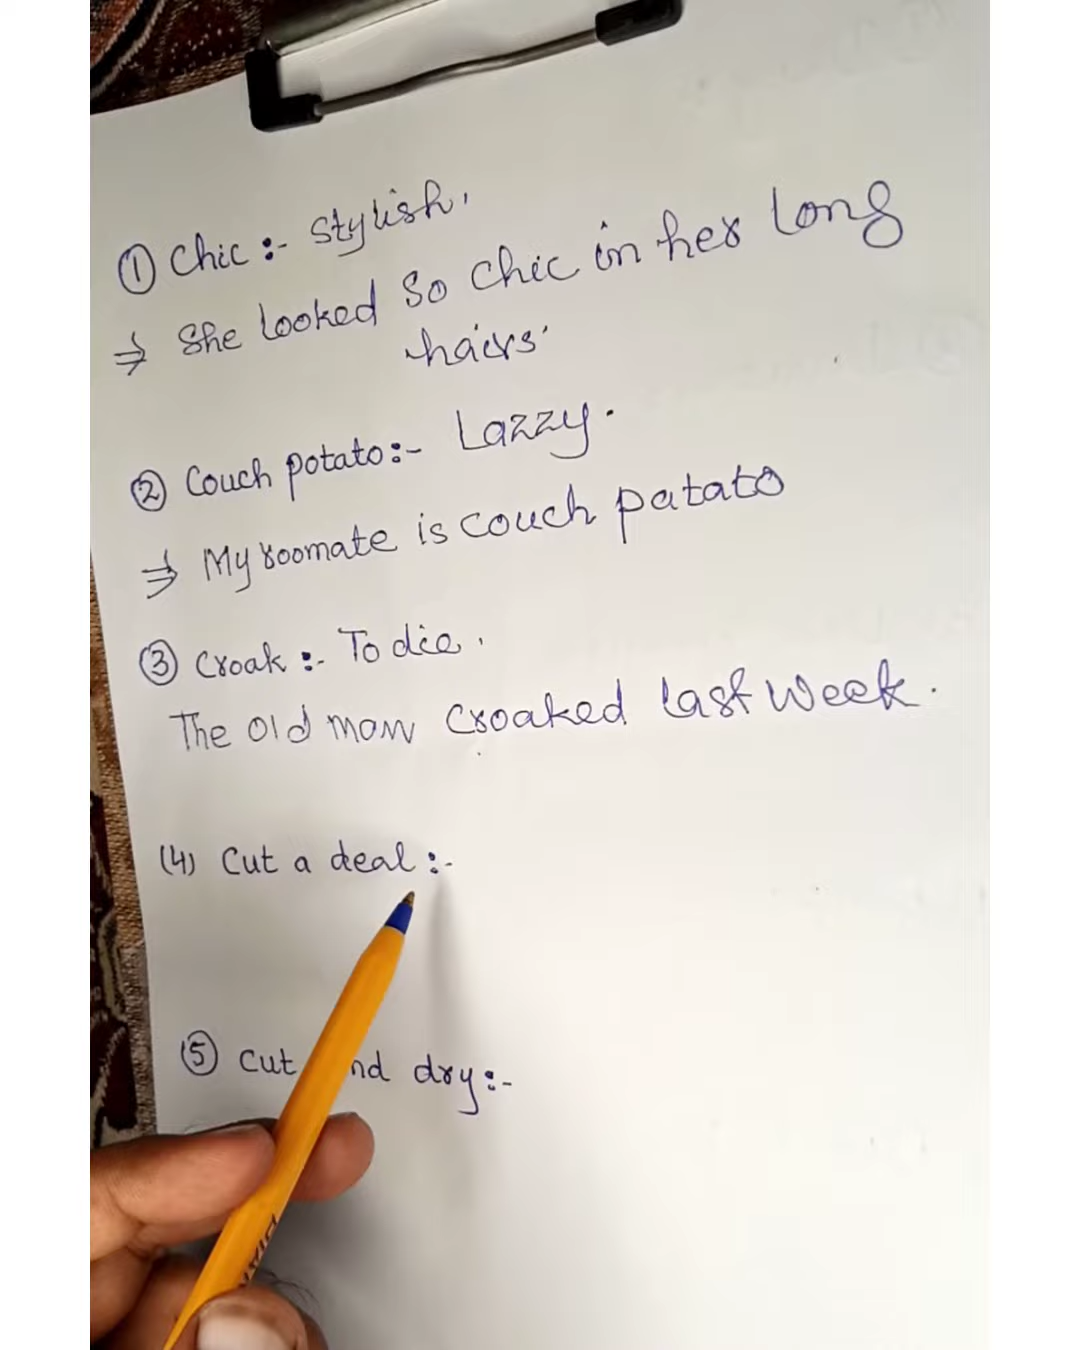 ① Chic :- Stylish.
⇒ She looked So Chic in her long
hairs.
② Couch potato:- Lazzy.
⇒ My roomate is couch patato
③ Croak :- To die.
The old man croaked last week.
(4) Cut a deal :-
⑤ Cut nd dry:-